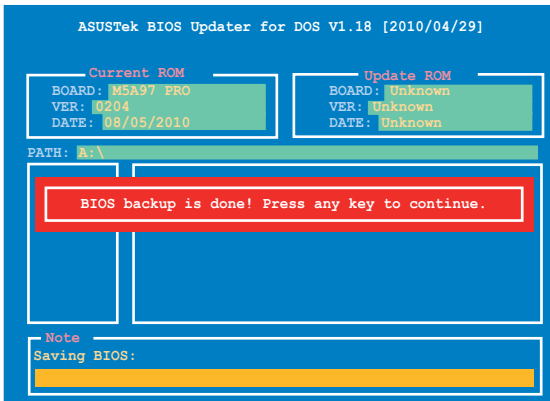 ASUSTek BIOS Updater for DOS V1.18 [2010/04/29]
Current ROM
BOARD: M5A97 PRO
VER: 0204
DATE: 08/05/2010
Update ROM
BOARD: Unknown
VER: Unknown
DATE: Unknown
PATH: A:\
BIOS backup is done! Press any key to continue.
Note
Saving BIOS: